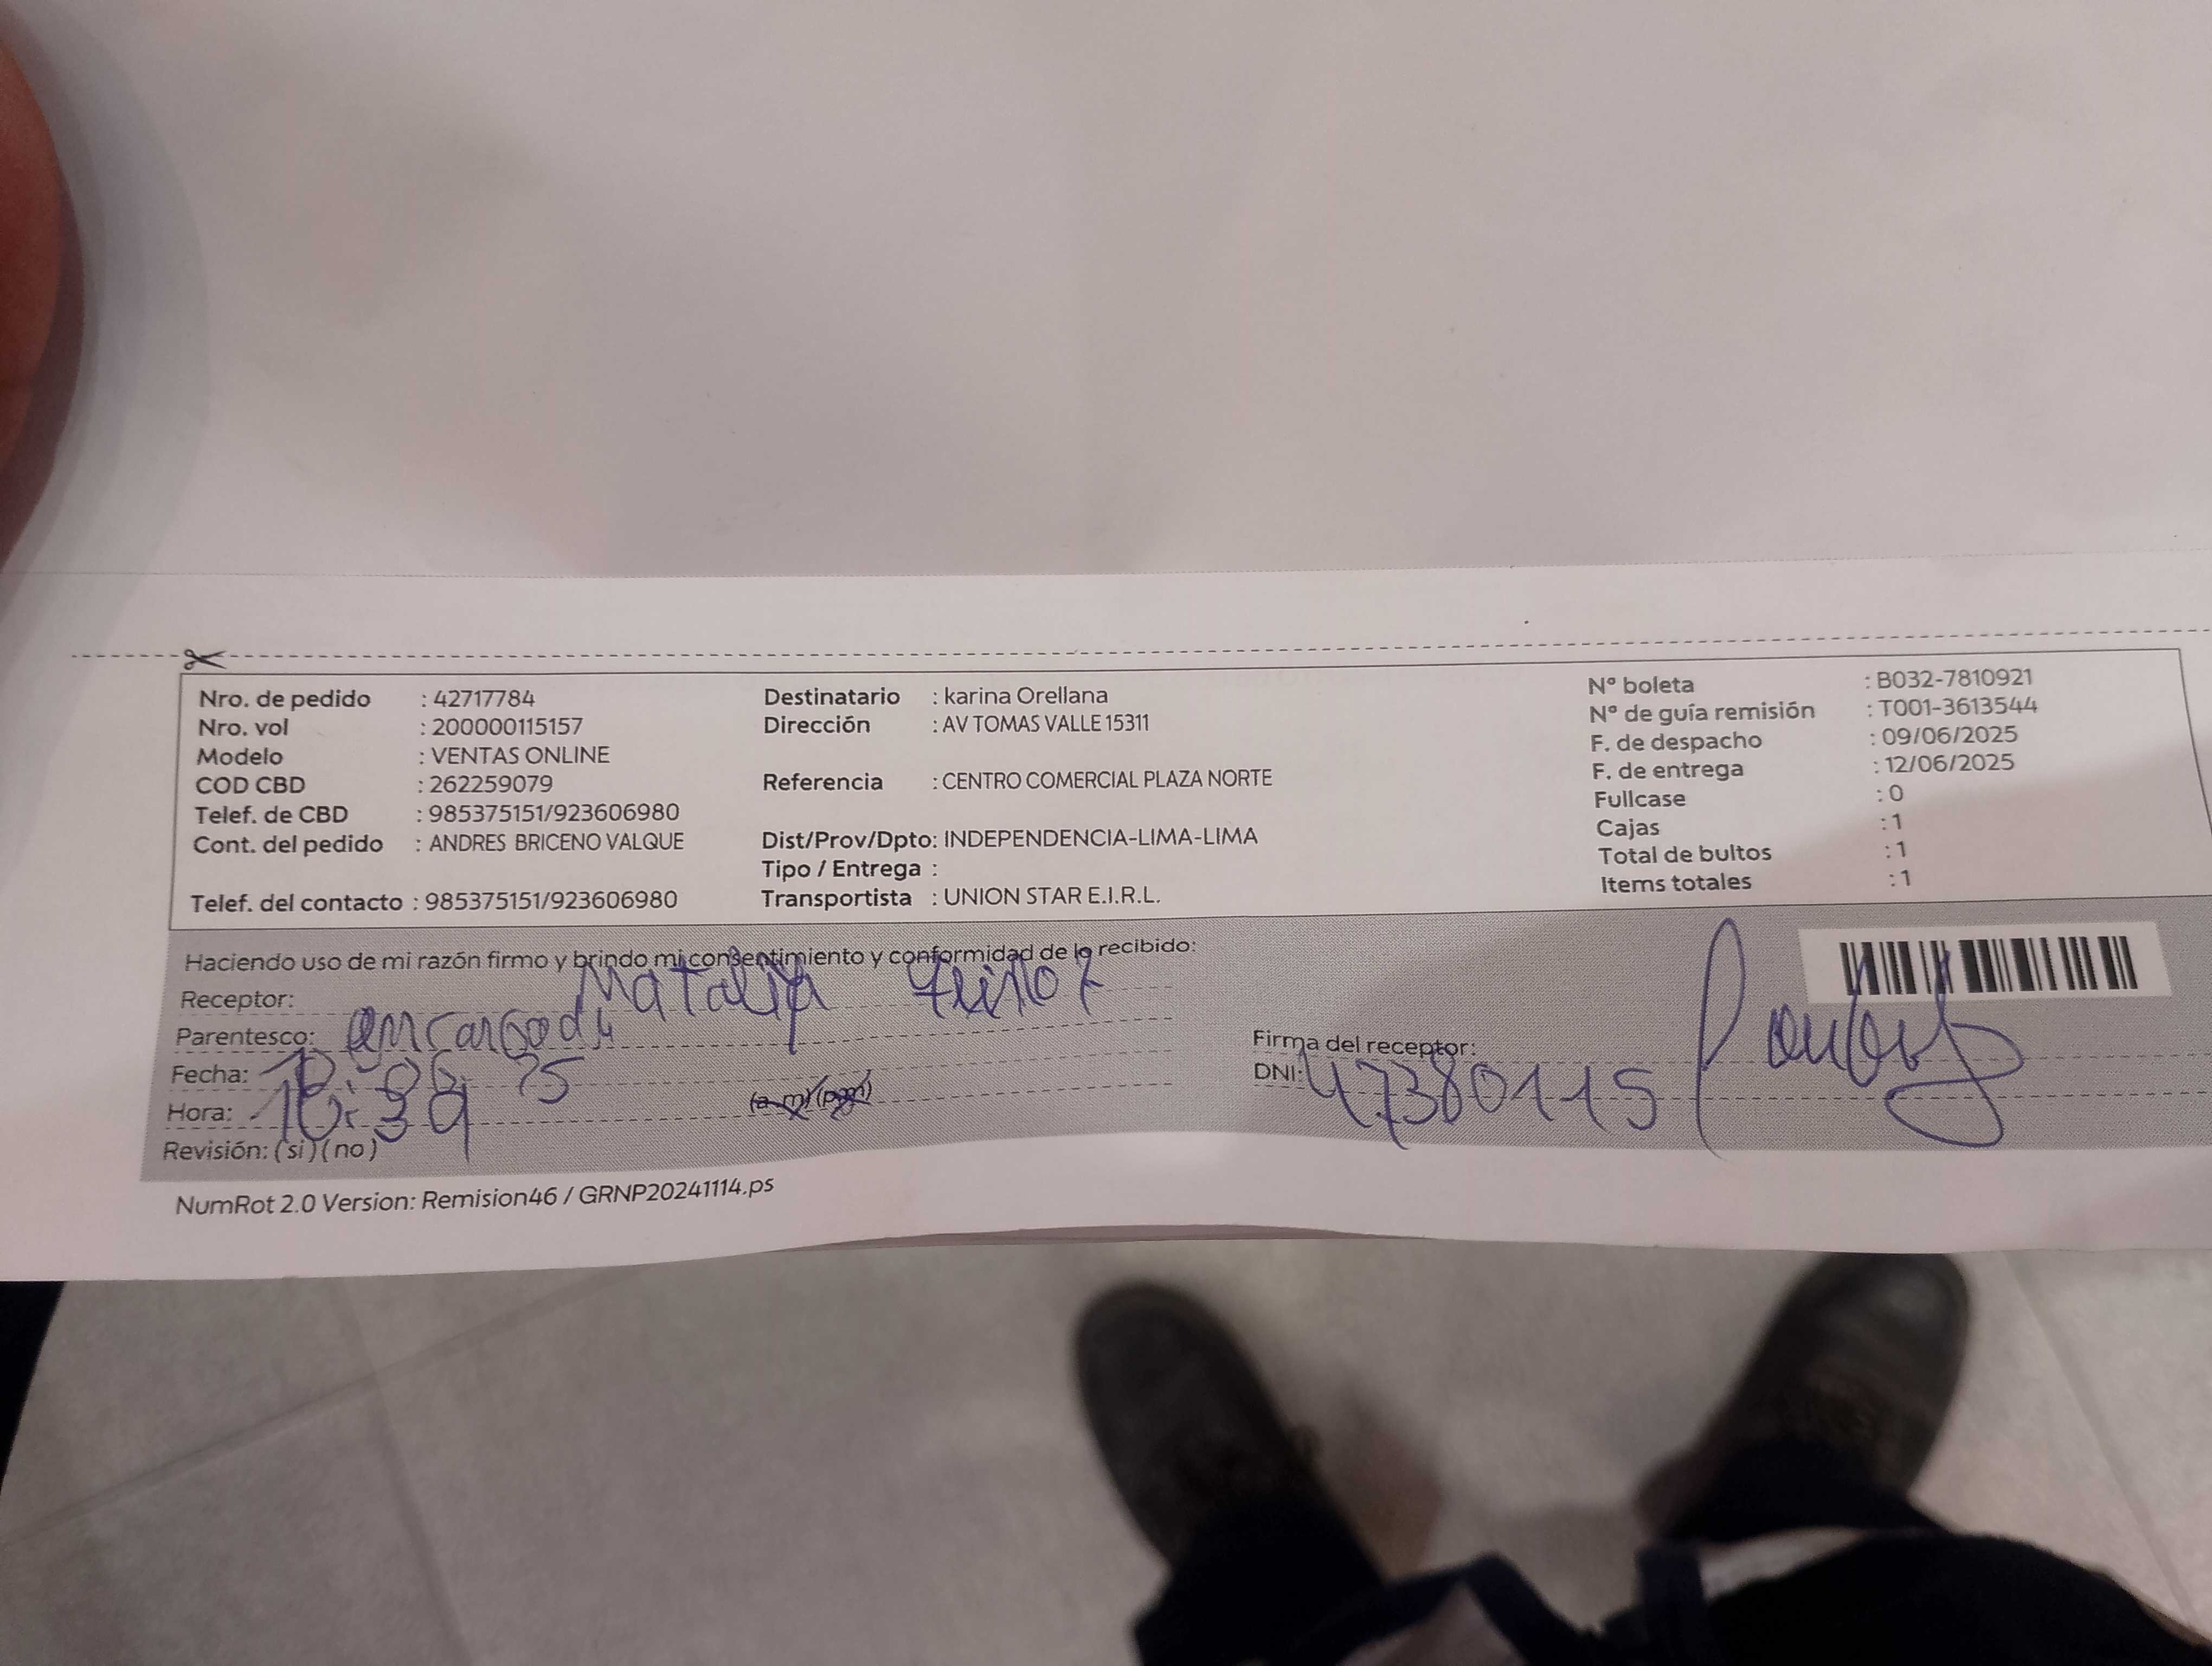 Nro. de pedido : 42717784
Nro. vol : 200000115157
Modelo : VENTAS ONLINE
COD CBD : 262259079
Telef. de CBD : 985375151/923606980
Cont. del pedido : ANDRES BRICENO VALQUE
Telef. del contacto : 985375151/923606980
Destinatario : karina Orellana
Dirección : AV TOMAS VALLE 15311
Referencia : CENTRO COMERCIAL PLAZA NORTE
Dist/Prov/Dpto: INDEPENDENCIA-LIMA-LIMA
Tipo / Entrega :
Transportista : UNION STAR E.I.R.L.
Nº boleta : B032-7810921
Nº de guía remisión : T001-3613544
F. de despacho : 09/06/2025
F. de entrega : 12/06/2025
Fullcase : 0
Cajas : 1
Total de bultos : 1
Items totales : 1
Haciendo uso de mi razón firmo y brindo mi consentimiento y conformidad de lo recibido:
Receptor: Natalya
Parentesco: encargada
Fecha:
Hora: 10:39 (a.m)(p.m)
Revisión: (si)(no)
Firma del receptor:
DNI: 47380115
NumRot 2.0 Version: Remision46 / GRNP20241114.ps